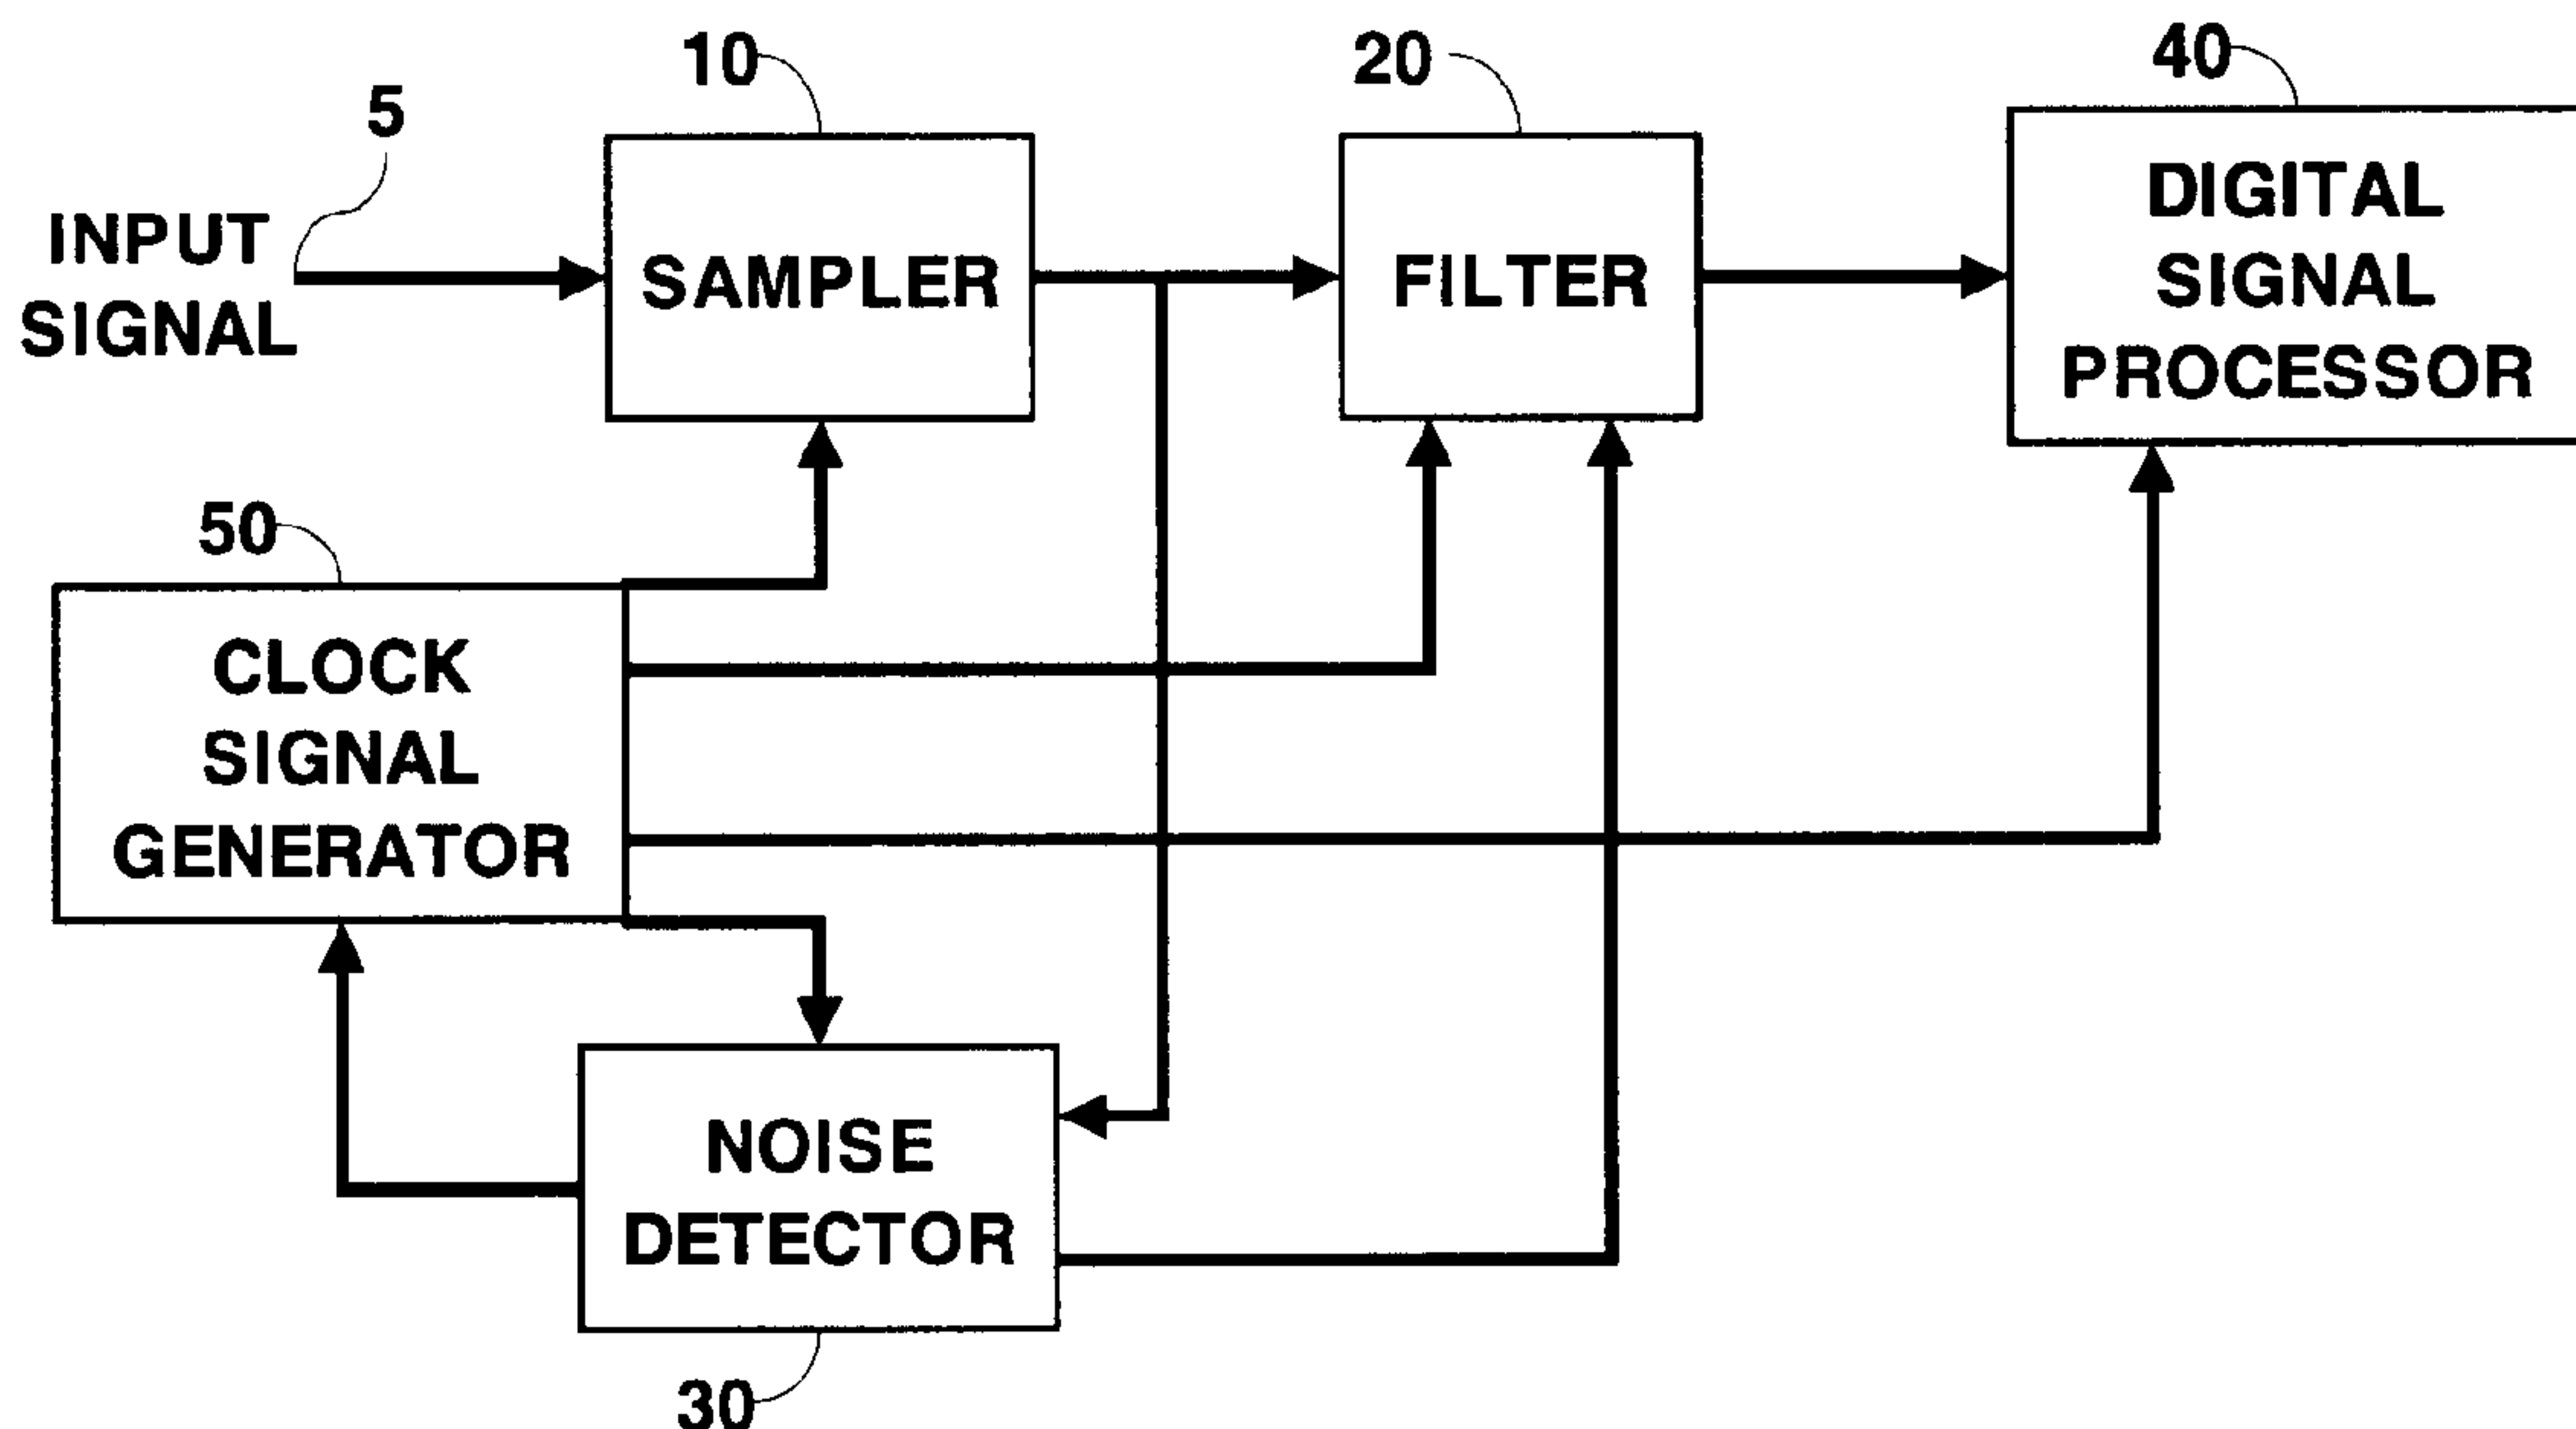 10
20
40
5
INPUT
SIGNAL
SAMPLER
FILTER
DIGITAL
SIGNAL
PROCESSOR
50
CLOCK
SIGNAL
GENERATOR
NOISE
DETECTOR
30